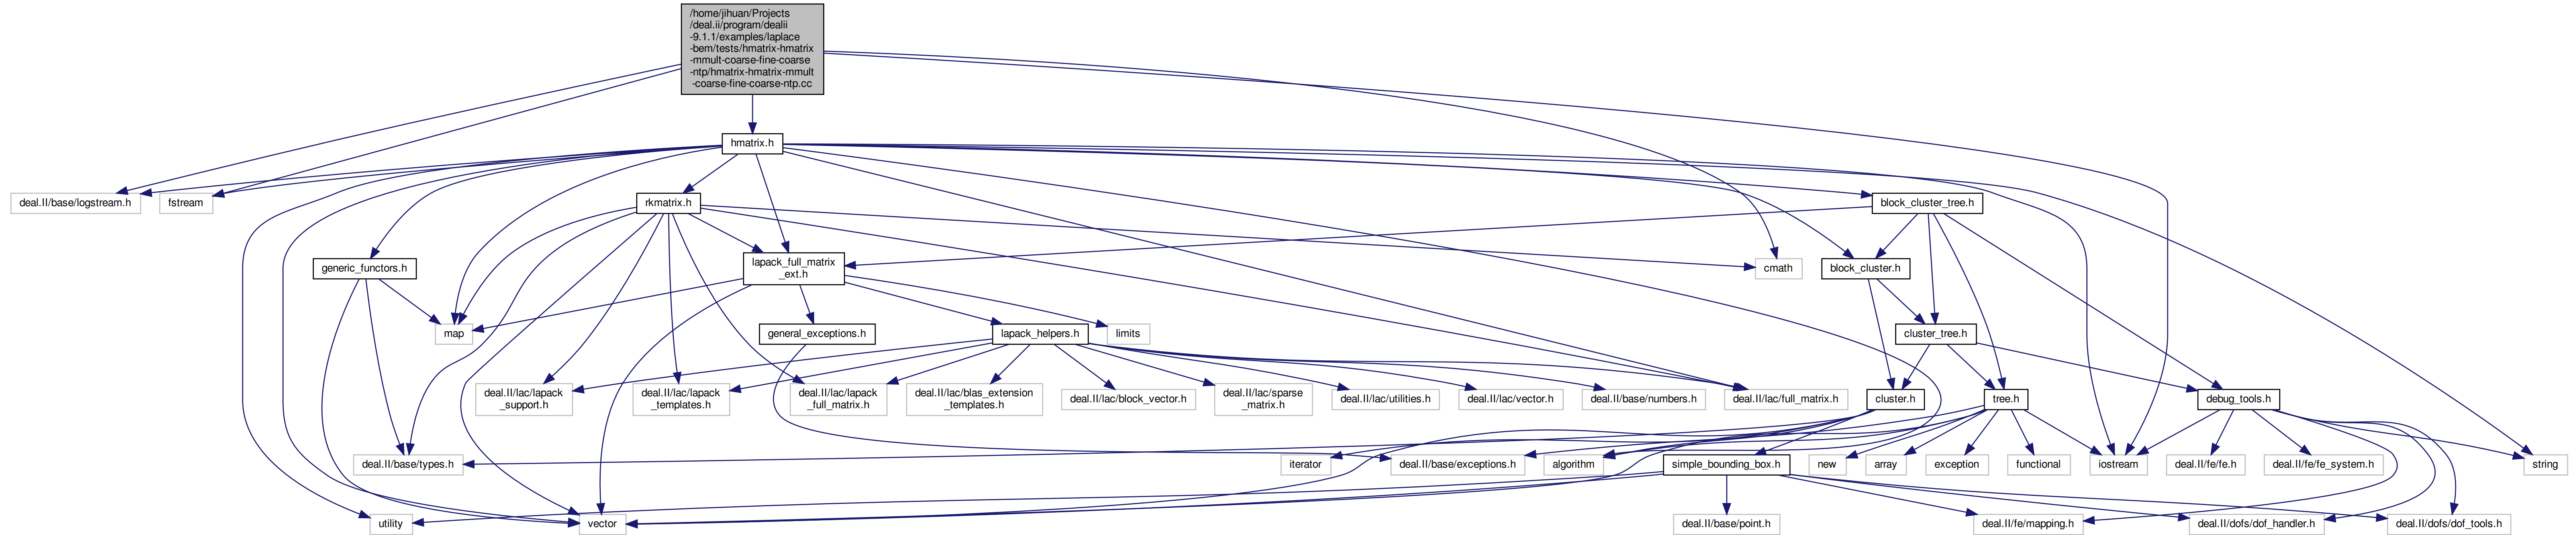 /home/jihuan/Projects
/deal.ii/program/dealii
-9.1.1/examples/laplace
-bem/tests/hmatrix-hmatrix
-mmult-coarse-fine-coarse
-ntp/hmatrix-hmatrix-mmult
-coarse-fine-coarse-ntp.cc
hmatrix.h
deal.II/base/logstream.h
fstream
rkmatrix.h
block_cluster_tree.h
generic_functors.h
lapack_full_matrix
_ext.h
cmath
block_cluster.h
map
general_exceptions.h
lapack_helpers.h
limits
cluster_tree.h
deal.II/lac/lapack
_support.h
deal.II/lac/lapack
_templates.h
deal.II/lac/lapack
_full_matrix.h
deal.II/lac/blas_extension
_templates.h
deal.II/lac/block_vector.h
deal.II/lac/sparse
_matrix.h
deal.II/lac/utilities.h
deal.II/lac/vector.h
deal.II/base/numbers.h
deal.II/lac/full_matrix.h
cluster.h
tree.h
debug_tools.h
deal.II/base/types.h
iterator
deal.II/base/exceptions.h
algorithm
simple_bounding_box.h
new
array
exception
functional
iostream
deal.II/fe/fe.h
deal.II/fe/fe_system.h
string
utility
vector
deal.II/base/point.h
deal.II/fe/mapping.h
deal.II/dofs/dof_handler.h
deal.II/dofs/dof_tools.h